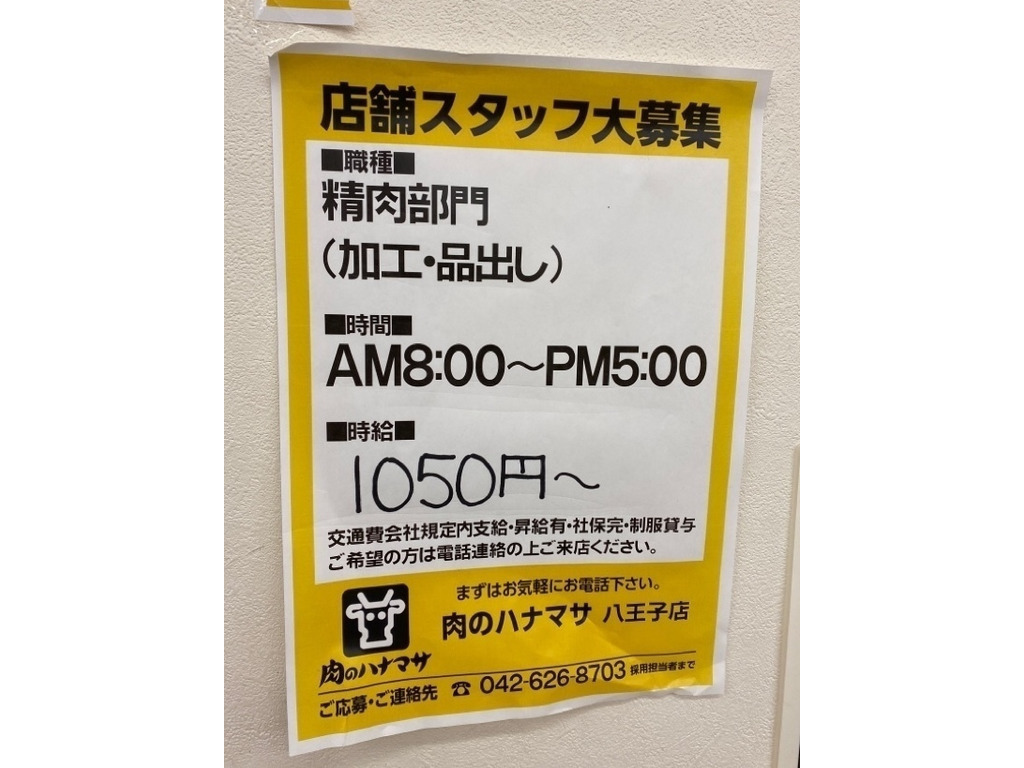 店舗スタッフ大募集
■職種■
精肉部門
（加工・品出し）
■時間■
AM8:00〜PM5:00
■時給■
1050円〜
交通費会社規定内支給・昇給有・社保完・制服貸与
ご希望の方は電話連絡の上ご来店ください。
まずはお気軽にお電話下さい。
肉のハナマサ 八王子店
肉のハナマサ
ご応募・ご連絡先 ☎ 042-626-8703 採用担当者まで